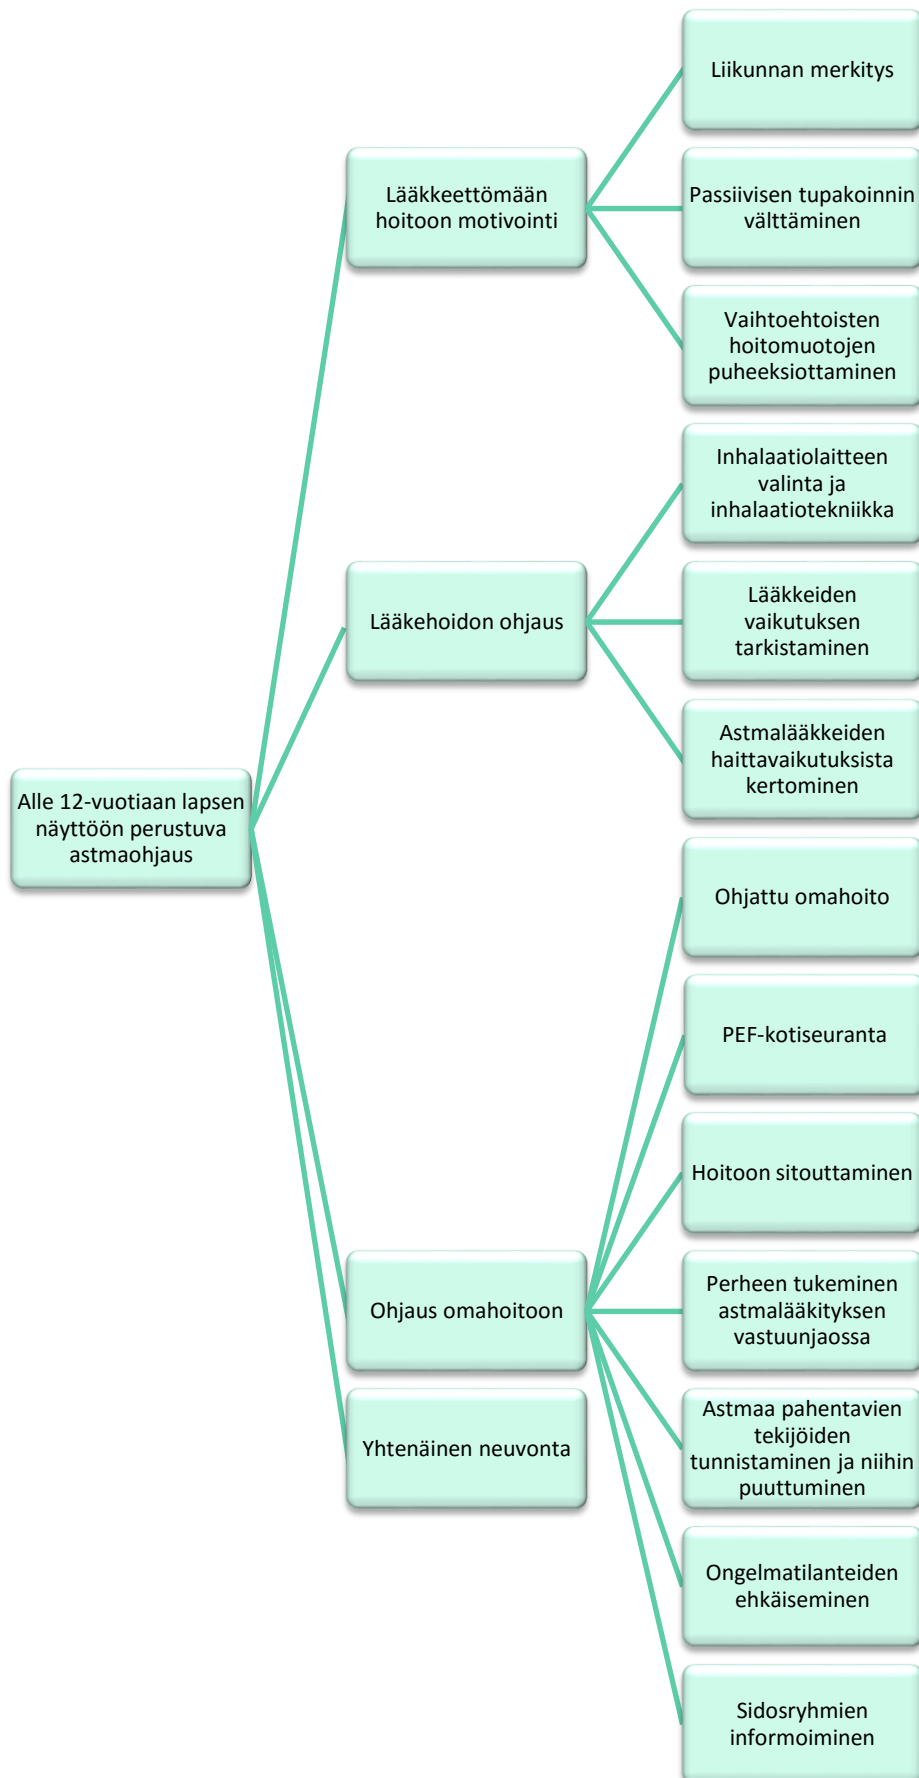 Alle 12-vuotiaan lapsen
näyttöön perustuva
astmaohjaus
Lääkkeettömään
hoitoon motivointi
Liikunnan merkitys
Passiivisen tupakoinnin
välttäminen
Vaihtoehtoisten
hoitomuotojen
puheeksiottaminen
Lääkehoidon ohjaus
Inhalaatiolaitteen
valinta ja
inhalaatiotekniikka
Lääkkeiden
vaikutuksen
tarkistaminen
Astmalääkkeiden
haittavaikutuksista
kertominen
Ohjaus omahoitoon
Ohjattu omahoito
PEF-kotiseuranta
Hoitoon sitouttaminen
Perheen tukeminen
astmalääkityksen
vastuunjaossa
Astmaa pahentavien
tekijöiden
tunnistaminen ja niihin
puuttuminen
Ongelmatilanteiden
ehkäiseminen
Sidosryhmien
informoiminen
Yhtenäinen neuvonta